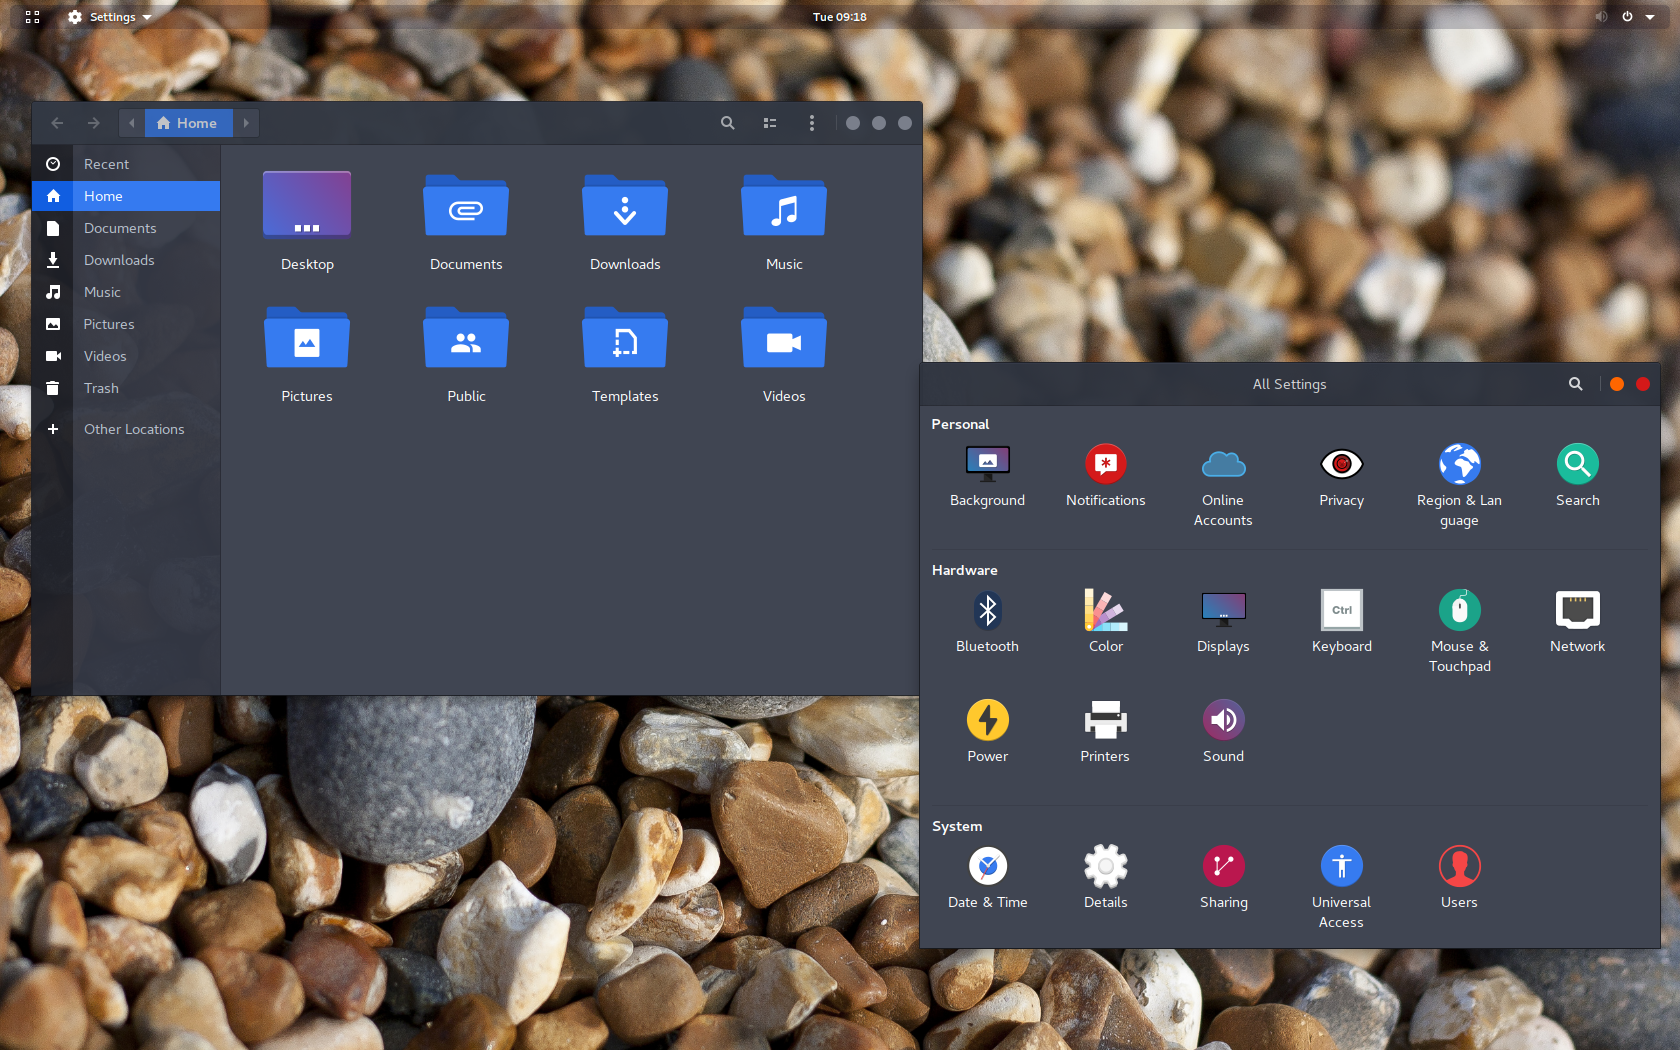 Settings
Tue 09:18
Home
Recent
Home
Documents
Downloads
Music
Pictures
Videos
Trash
Other Locations
Desktop
Documents
Downloads
Music
Pictures
Public
Templates
Videos
All Settings
Personal
Background
Notifications
Online
Accounts
Privacy
Region & Lan
guage
Search
Hardware
Bluetooth
Color
Displays
Ctrl
Keyboard
Mouse &
Touchpad
Network
Power
Printers
Sound
System
Date & Time
Details
Sharing
Universal
Access
Users